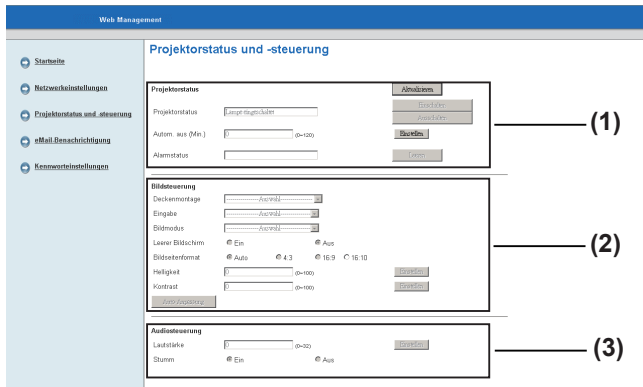 Web Management
Projektorstatus und -steuerung
Startseite
Netzwerkeinstellungen
Projektorstatus und -steuerung
eMail-Benachrichtigung
Kennworteinstellungen
Projektorstatus
Aktualisieren
Projektorstatus
Einschalten
Ausschalten
Autom. aus (Min.) 0 (0~120) Einstellen
Alarmstatus Leeren
(1)
Bildsteuerung
Deckenmontage Auswahl
Eingabe Auswahl
Bildmodus Auswahl
Leerer Bildschirm Ein Aus
Bildseitenformat Auto 4:3 16:9 16:10
Helligkeit 0 (0~100) Einstellen
Kontrast 0 (0~100) Einstellen
Auto Anpassung
(2)
Audiosteuerung
Lautstärke 0 (0~32) Einstellen
Stumm Ein Aus
(3)